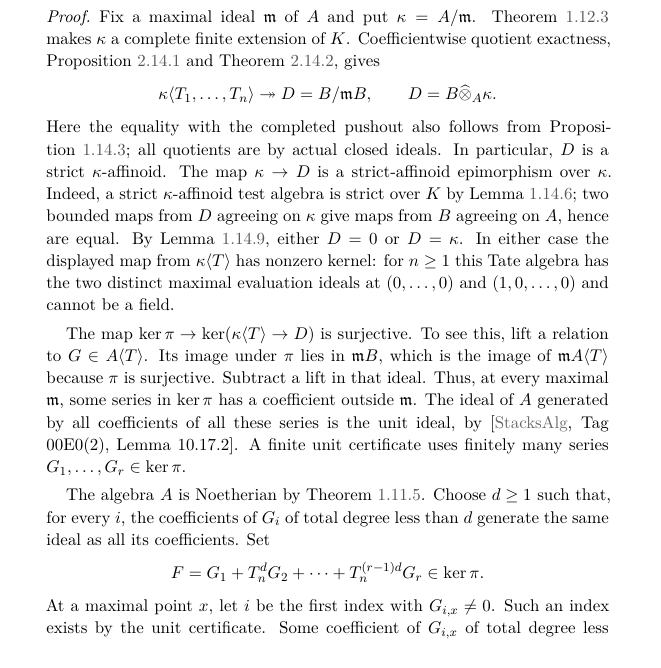 Proof. Fix a maximal ideal 𝔪 of A and put κ = A/𝔪. Theorem 1.12.3
makes κ a complete finite extension of K. Coefficientwise quotient exactness,
Proposition 2.14.1 and Theorem 2.14.2, gives
κ⟨T₁, . . . , Tₙ⟩ ↠ D = B/𝔪B, D = B⊗̂_Aκ.
Here the equality with the completed pushout also follows from Proposi-
tion 1.14.3; all quotients are by actual closed ideals. In particular, D is a
strict κ-affinoid. The map κ → D is a strict-affinoid epimorphism over κ.
Indeed, a strict κ-affinoid test algebra is strict over K by Lemma 1.14.6; two
bounded maps from D agreeing on κ give maps from B agreeing on A, hence
are equal. By Lemma 1.14.9, either D = 0 or D = κ. In either case the
displayed map from κ⟨T⟩ has nonzero kernel: for n ≥ 1 this Tate algebra has
the two distinct maximal evaluation ideals at (0, . . . , 0) and (1, 0, . . . , 0) and
cannot be a field.
The map ker π → ker(κ⟨T⟩ → D) is surjective. To see this, lift a relation
to G ∈ A⟨T⟩. Its image under π lies in 𝔪B, which is the image of 𝔪A⟨T⟩
because π is surjective. Subtract a lift in that ideal. Thus, at every maximal
𝔪, some series in ker π has a coefficient outside 𝔪. The ideal of A generated
by all coefficients of all these series is the unit ideal, by [StacksAlg, Tag
00E0(2), Lemma 10.17.2]. A finite unit certificate uses finitely many series
G₁, . . . , Gᵣ ∈ ker π.
The algebra A is Noetherian by Theorem 1.11.5. Choose d ≥ 1 such that,
for every i, the coefficients of Gᵢ of total degree less than d generate the same
ideal as all its coefficients. Set
F = G₁ + TₙᵈG₂ + · · · + Tₙ⁽ʳ⁻¹⁾ᵈGᵣ ∈ ker π.
At a maximal point x, let i be the first index with G_{i,x} ≠ 0. Such an index
exists by the unit certificate. Some coefficient of G_{i,x} of total degree less